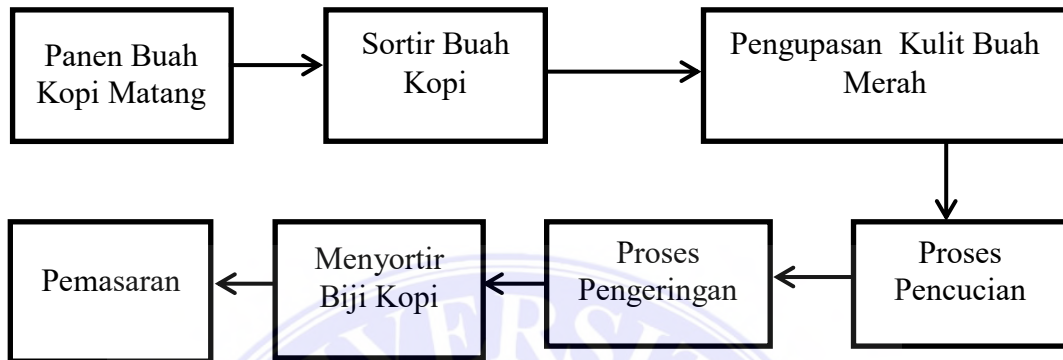 Panen Buah
Kopi Matang
Sortir Buah
Kopi
Pengupasan Kulit Buah
Merah
Proses
Pencucian
Proses
Pengeringan
Menyortir
Biji Kopi
Pemasaran